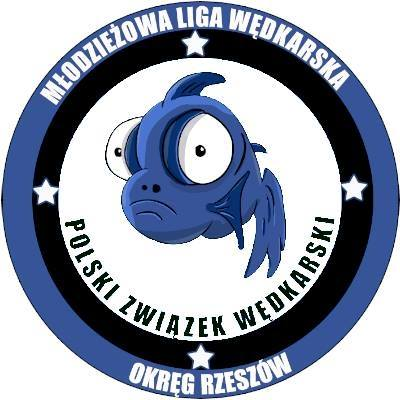 MŁODZIEŻOWA LIGA WĘDKARSKA
POLSKI ZWIĄZEK WĘDKARSKI
OKRĘG RZESZÓW